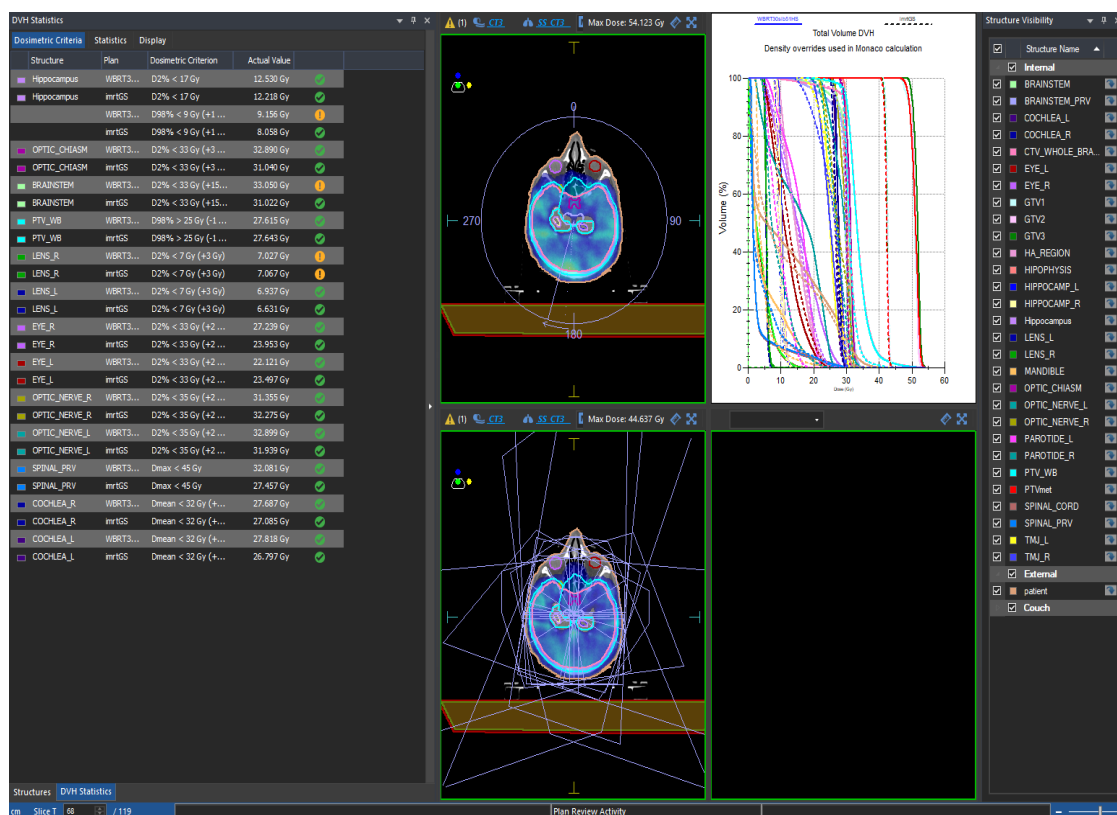 DVH Statistics
Dosimetric Criteria Statistics Display
Structure Plan Dosimetric Criterion Actual Value
Hippocampus WBRT3... D2% < 17 Gy 12.530 Gy
Hippocampus imrtGS D2% < 17 Gy 12.218 Gy
WBRT3... D98% < 9 Gy (+1 ... 9.156 Gy
imrtGS D98% < 9 Gy (+1 ... 8.058 Gy
OPTIC_CHIASM WBRT3... D2% < 33 Gy (+3 ... 32.890 Gy
OPTIC_CHIASM imrtGS D2% < 33 Gy (+3 ... 31.040 Gy
BRAINSTEM WBRT3... D2% < 33 Gy (+15... 33.050 Gy
BRAINSTEM imrtGS D2% < 33 Gy (+15... 31.022 Gy
PTV_WB WBRT3... D98% > 25 Gy (-1 ... 27.615 Gy
PTV_WB imrtGS D98% > 25 Gy (-1 ... 27.643 Gy
LENS_R WBRT3... D2% < 7 Gy (+3 Gy) 7.027 Gy
LENS_R imrtGS D2% < 7 Gy (+3 Gy) 7.067 Gy
LENS_L WBRT3... D2% < 7 Gy (+3 Gy) 6.937 Gy
LENS_L imrtGS D2% < 7 Gy (+3 Gy) 6.631 Gy
EYE_R WBRT3... D2% < 33 Gy (+2 ... 27.239 Gy
EYE_R imrtGS D2% < 33 Gy (+2 ... 23.953 Gy
EYE_L WBRT3... D2% < 33 Gy (+2 ... 22.121 Gy
EYE_L imrtGS D2% < 33 Gy (+2 ... 23.497 Gy
OPTIC_NERVE_R WBRT3... D2% < 35 Gy (+2 ... 31.355 Gy
OPTIC_NERVE_R imrtGS D2% < 35 Gy (+2 ... 32.275 Gy
OPTIC_NERVE_L WBRT3... D2% < 35 Gy (+2 ... 32.899 Gy
OPTIC_NERVE_L imrtGS D2% < 35 Gy (+2 ... 31.939 Gy
SPINAL_PRV WBRT3... Dmax < 45 Gy 32.081 Gy
SPINAL_PRV imrtGS Dmax < 45 Gy 27.457 Gy
COCHLEA_R WBRT3... Dmean < 32 Gy (+... 27.687 Gy
COCHLEA_R imrtGS Dmean < 32 Gy (+... 27.085 Gy
COCHLEA_L WBRT3... Dmean < 32 Gy (+... 27.818 Gy
COCHLEA_L imrtGS Dmean < 32 Gy (+... 26.797 Gy
Structures DVH Statistics
cm Slice T 68 / 119
Plan Review Activity
(1) CT3 SS_CT3 Max Dose: 54.123 Gy
0
270
90
180
(1) CT3 SS_CT3 Max Dose: 44.637 Gy
imrtGS
Total Volume DVH
Density overrides used in Monaco calculation
Volume (%)
100
80
60
40
20
0
0 10 20 30 40 50 60
Dose (Gy)
Structure Visibility
Structure Name
Internal
BRAINSTEM
BRAINSTEM_PRV
COCHLEA_L
COCHLEA_R
CTV_WHOLE_BRA...
EYE_L
EYE_R
GTV1
GTV2
GTV3
HA_REGION
HIPOPHYSIS
HIPPOCAMP_L
HIPPOCAMP_R
Hippocampus
LENS_L
LENS_R
MANDIBLE
OPTIC_CHIASM
OPTIC_NERVE_L
OPTIC_NERVE_R
PAROTIDE_L
PAROTIDE_R
PTV_WB
PTVmet
SPINAL_CORD
SPINAL_PRV
TMJ_L
TMJ_R
External
patient
Couch